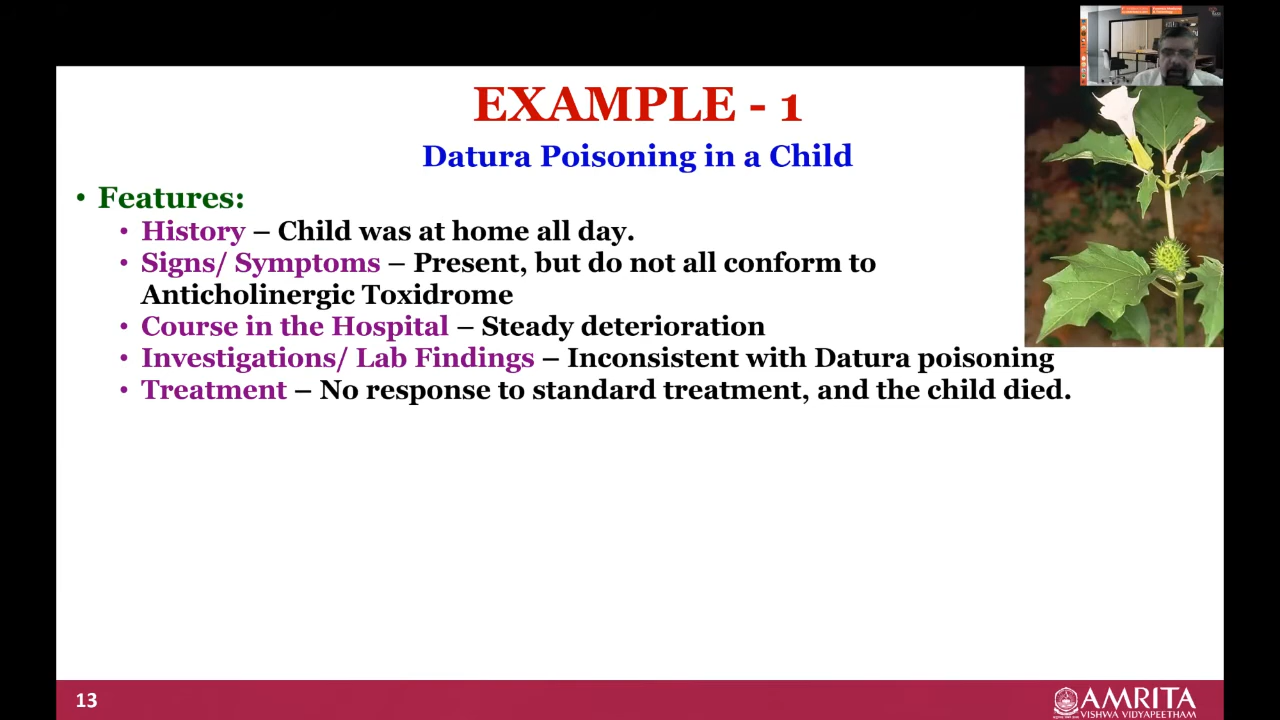 EXAMPLE - 1
Datura Poisoning in a Child
• Features:
• History – Child was at home all day.
• Signs/ Symptoms – Present, but do not all conform to
Anticholinergic Toxidrome
• Course in the Hospital – Steady deterioration
• Investigations/ Lab Findings – Inconsistent with Datura poisoning
• Treatment – No response to standard treatment, and the child died.
13
AMRITA
VISHWA VIDYAPEETHAM